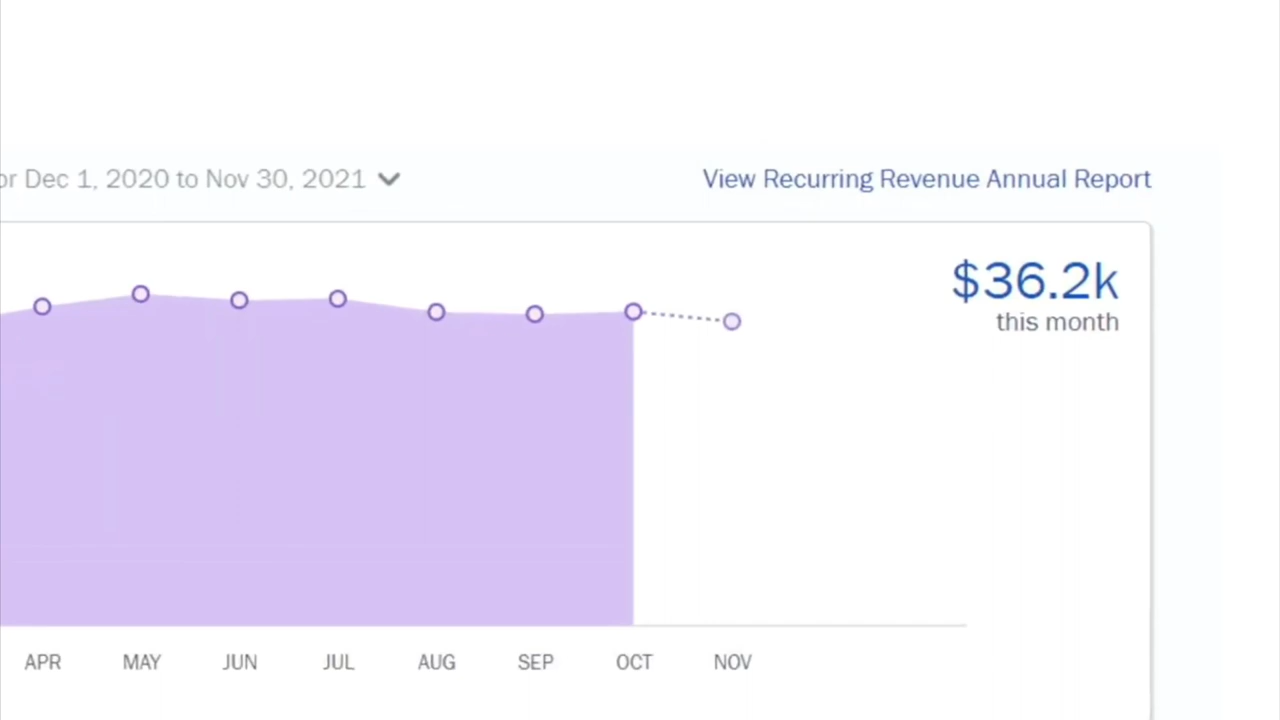 Dec 1, 2020 to Nov 30, 2021
View Recurring Revenue Annual Report
$36.2k
this month
APR MAY JUN JUL AUG SEP OCT NOV